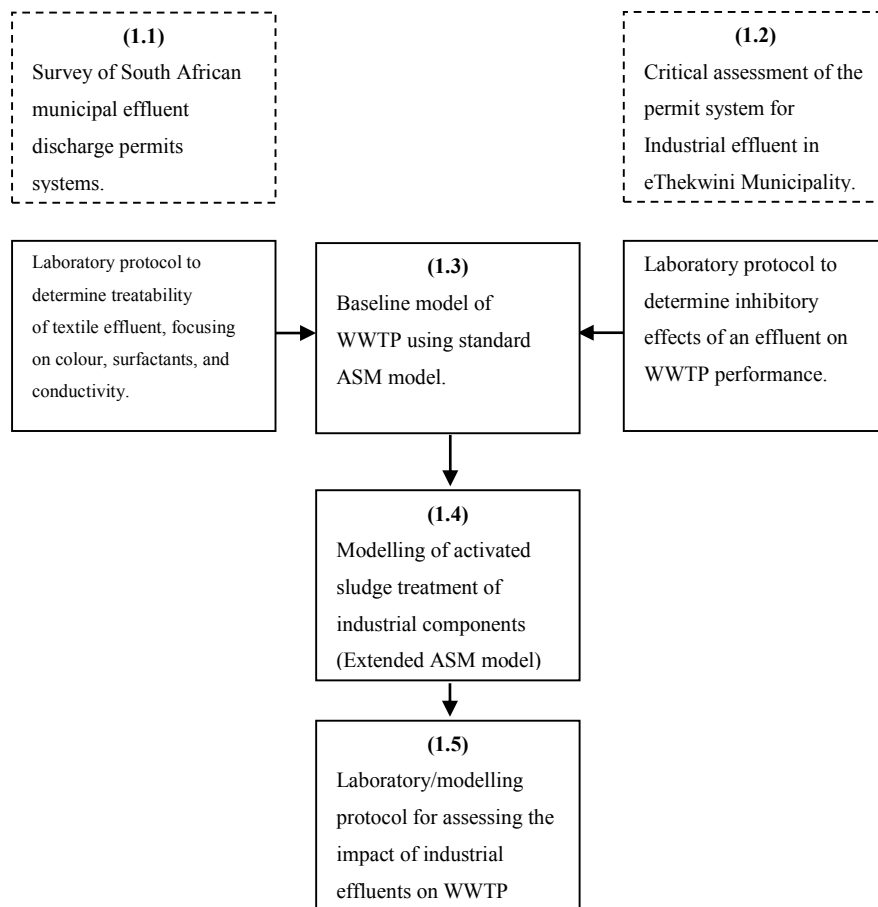 (1.1)
Survey of South African
municipal effluent
discharge permits
systems.
(1.2)
Critical assessment of the
permit system for
Industrial effluent in
eThekwini Municipality.
Laboratory protocol to
determine treatability
of textile effluent, focusing
on colour, surfactants, and
conductivity.
(1.3)
Baseline model of
WWTP using standard
ASM model.
Laboratory protocol to
determine inhibitory
effects of an effluent on
WWTP performance.
(1.4)
Modelling of activated
sludge treatment of
industrial components
(Extended ASM model)
(1.5)
Laboratory/modelling
protocol for assessing the
impact of industrial
effluents on WWTP